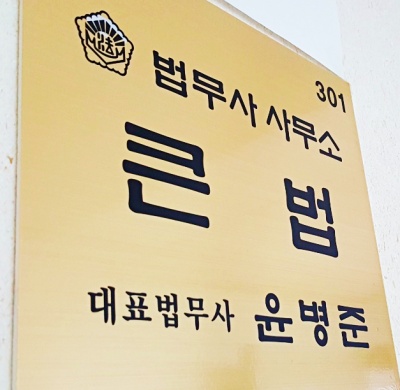 301
법무사 사무소
큰 법
대표법무사 윤병준